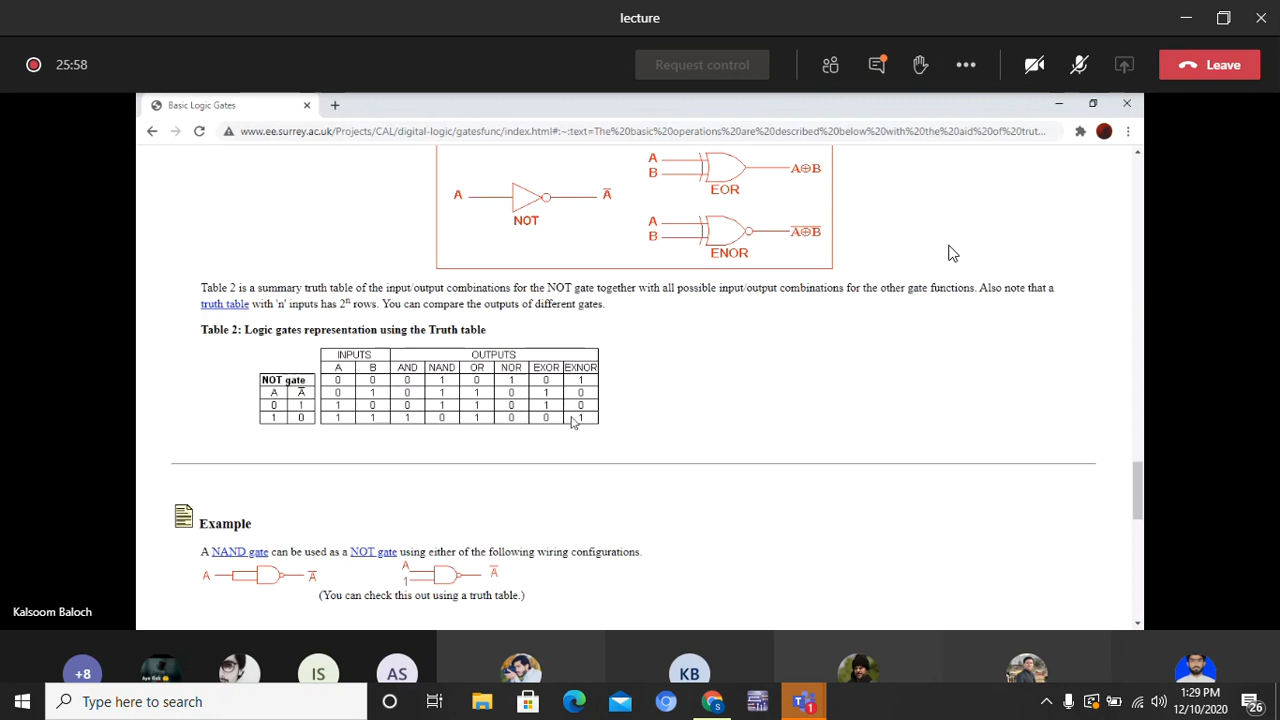 lecture
25:58
Request control
Leave
Basic Logic Gates
www.ee.surrey.ac.uk/Projects/CAL/digital-logic/gatesfunc/index.html#:~:text=The%20basic%20operations%20are%20described%20below%20with%20the%20aid%20of%20trut...
A
B
A⊕B
EOR
A
A̅
NOT
A
B
A⊕B
ENOR
Table 2 is a summary truth table of the input/output combinations for the NOT gate together with all possible input/output combinations for the other gate functions. Also note that a
truth table with 'n' inputs has 2ⁿ rows. You can compare the outputs of different gates.
Table 2: Logic gates representation using the Truth table
INPUTS OUTPUTS
A B AND NAND OR NOR EXOR EXNOR
0 0 0 1 0 1 0 1
0 1 0 1 1 0 1 0
1 0 0 1 1 0 1 0
1 1 1 0 1 0 0 1
NOT gate
A A̅
0 1
1 0
Example
A NAND gate can be used as a NOT gate using either of the following wiring configurations.
A A̅
A
1
A̅
(You can check this out using a truth table.)
Kalsoom Baloch
+8
IS
AS
KB
Type here to search
1
1:29 PM
12/10/2020
26